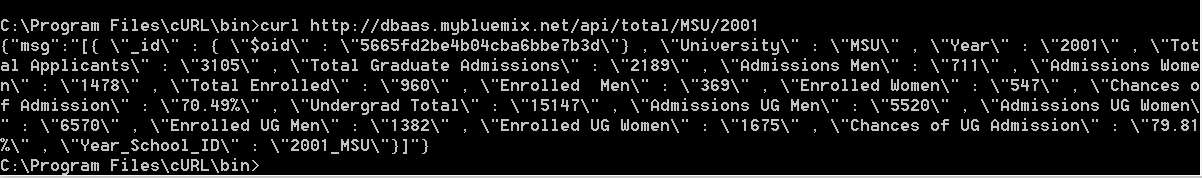 C:\Program Files\cURL\bin>curl http://dbaas.mybluemix.net/api/total/MSU/2001
{"msg":"[{ \"_id\" : { \"$oid\" : \"5665fd2be4b04cba6bbe7b3d\"} , \"University\" : \"MSU\" , \"Year\" : \"2001\" , \"Tot
al Applicants\" : \"3105\" , \"Total Graduate Admissions\" : \"2189\" , \"Admissions Men\" : \"711\" , \"Admissions Wome
n\" : \"1478\" , \"Total Enrolled\" : \"960\" , \"Enrolled  Men\" : \"369\" , \"Enrolled Women\" : \"547\" , \"Chances o
f Admission\" : \"70.49%\" , \"Undergrad Total\" : \"15147\" , \"Admissions UG Men\" : \"5520\" , \"Admissions UG Women\
" : \"6570\" , \"Enrolled UG Men\" : \"1382\" , \"Enrolled UG Women\" : \"1675\" , \"Chances of UG Admission\" : \"79.81
%\" , \"Year_School_ID\" : \"2001_MSU\"}]"}
C:\Program Files\cURL\bin>